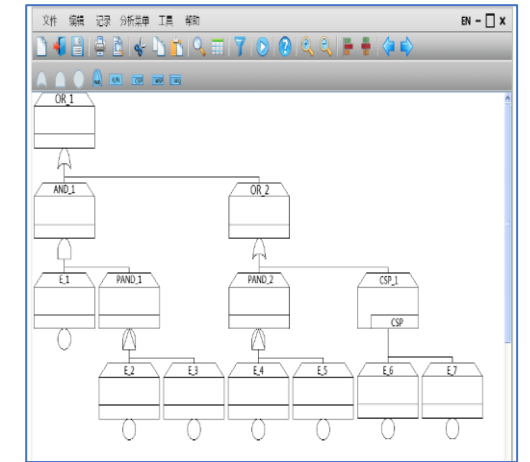 文件 编辑 记录 分析菜单 工具 帮助 EN
OR_1
AND_1 OR_2
E_1 PAND_1 PAND_2 CSP_1
CSP
E_2 E_3 E_4 E_5 E_6 E_7